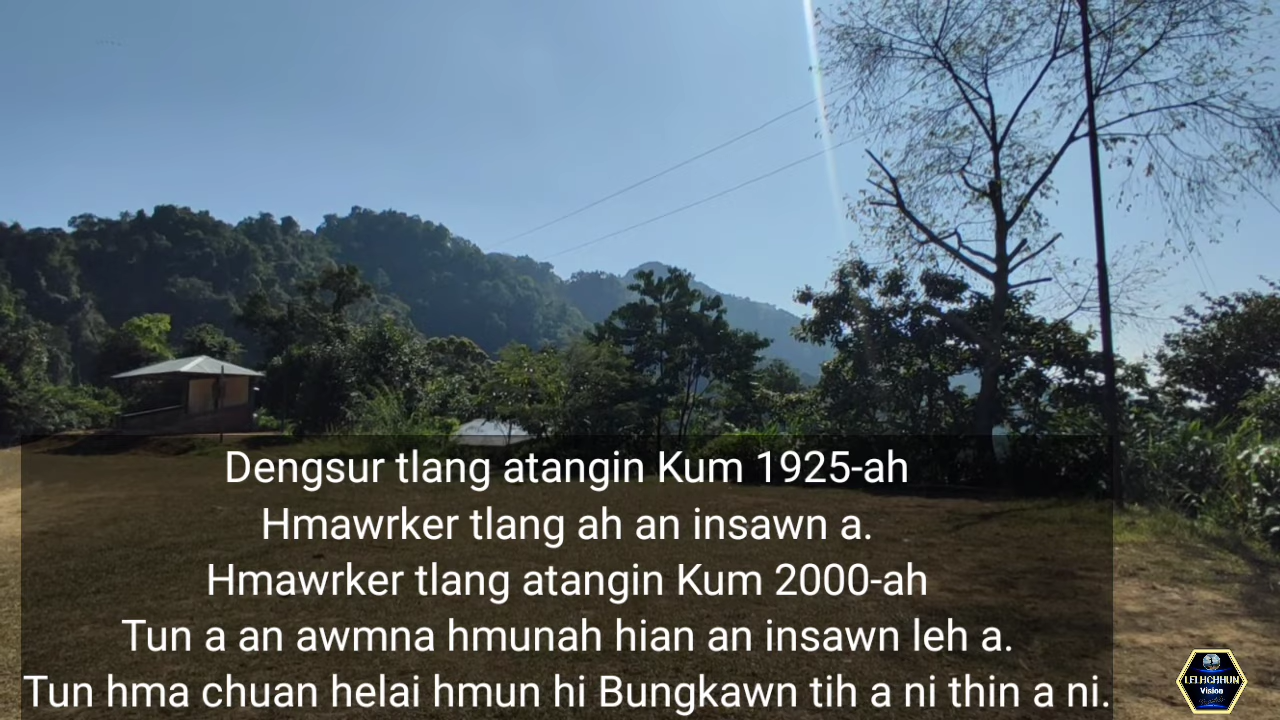 Dengsur tlang atangin Kum 1925-ah
Hmawrker tlang ah an insawn a.
Hmawrker tlang atangin Kum 2000-ah
Tun a an awmna hmunah hian an insawn leh a.
Tun hma chuan helai hmun hi Bungkawn tih a ni thin a ni.
LELHCHHUN
Vision